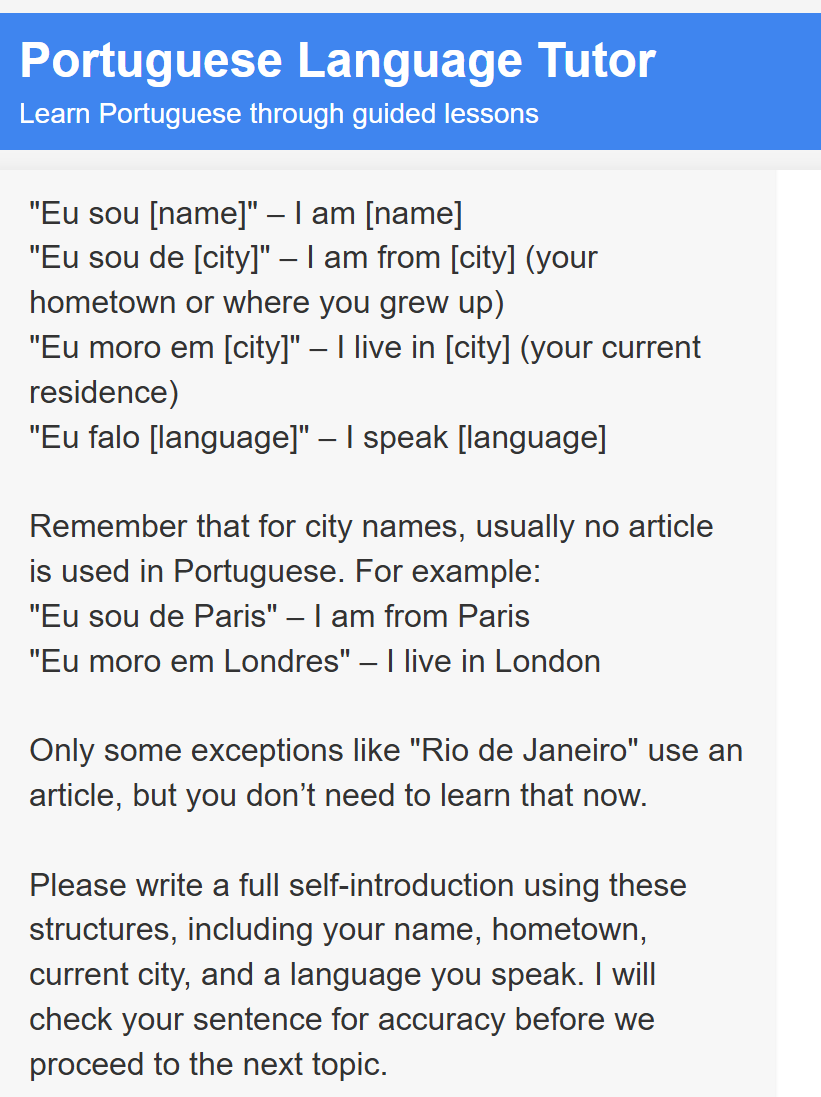 Portuguese Language Tutor
Learn Portuguese through guided lessons
"Eu sou [name]" – I am [name]
"Eu sou de [city]" – I am from [city] (your
hometown or where you grew up)
"Eu moro em [city]" – I live in [city] (your current
residence)
"Eu falo [language]" – I speak [language]
Remember that for city names, usually no article
is used in Portuguese. For example:
"Eu sou de Paris" – I am from Paris
"Eu moro em Londres" – I live in London
Only some exceptions like "Rio de Janeiro" use an
article, but you don’t need to learn that now.
Please write a full self-introduction using these
structures, including your name, hometown,
current city, and a language you speak. I will
check your sentence for accuracy before we
proceed to the next topic.